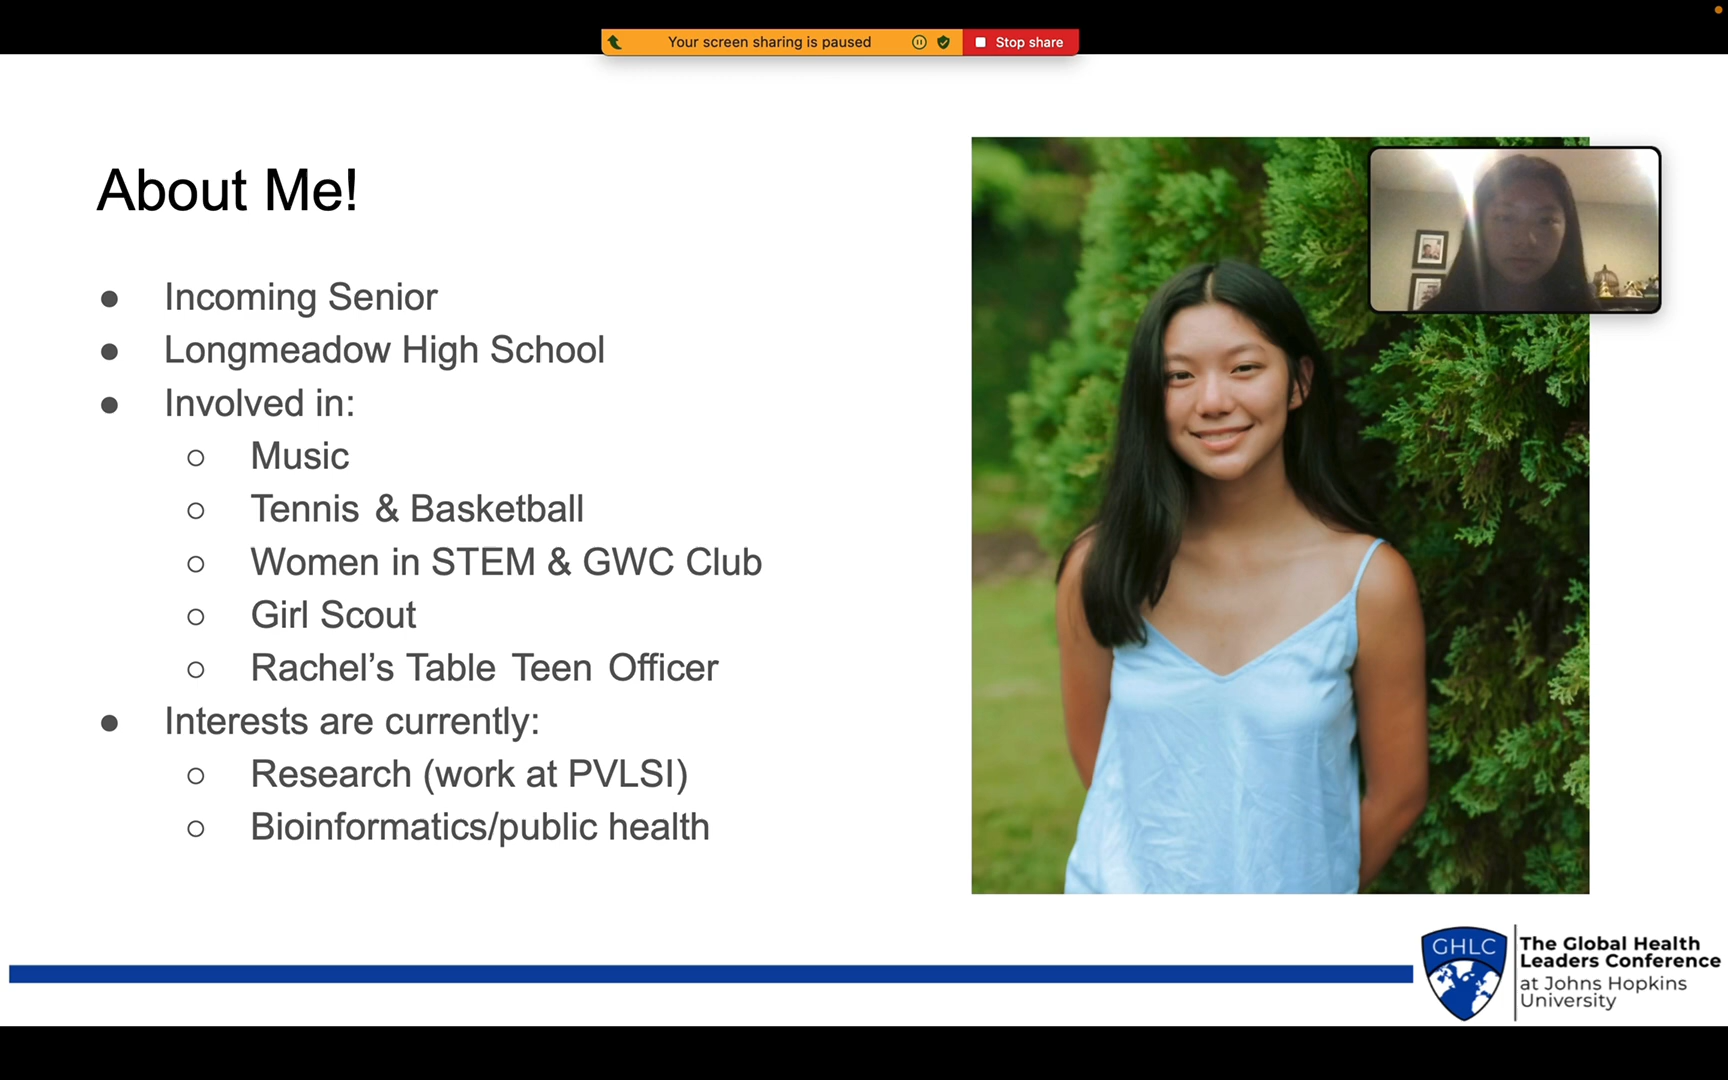 Your screen sharing is paused
Stop share
About Me!
● Incoming Senior
● Longmeadow High School
● Involved in:
○ Music
○ Tennis & Basketball
○ Women in STEM & GWC Club
○ Girl Scout
○ Rachel’s Table Teen Officer
● Interests are currently:
○ Research (work at PVLSI)
○ Bioinformatics/public health
GHLC
The Global Health
Leaders Conference
at Johns Hopkins
University